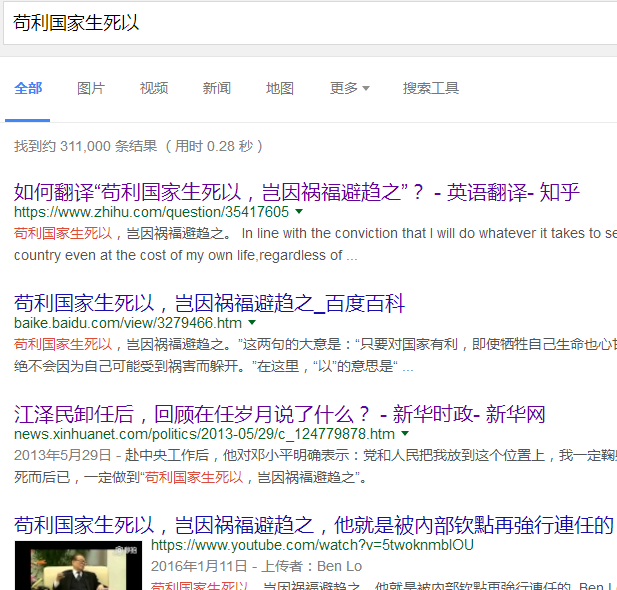 苟利国家生死以
全部 图片 视频 新闻 地图 更多 搜索工具
找到约 311,000 条结果 （用时 0.28 秒）
如何翻译“苟利国家生死以，岂因祸福避趋之”？ - 英语翻译- 知乎
https://www.zhihu.com/question/35417605
苟利国家生死以，岂因祸福避趋之。 In line with the conviction that I will do whatever it takes to se
country even at the cost of my own life,regardless of ...
苟利国家生死以，岂因祸福避趋之_百度百科
baike.baidu.com/view/3279466.htm
苟利国家生死以，岂因祸福避趋之。”这两句的大意是：“只要对国家有利，即使牺牲自己生命也心
绝不会因为自己可能受到祸害而躲开。”在这里，“以”的意思是“ ...
江泽民卸任后，回顾在任岁月说了什么？ - 新华时政- 新华网
news.xinhuanet.com/politics/2013-05/29/c_124779878.htm
2013年5月29日 - 赴中央工作后，他对邓小平明确表示：党和人民把我放到这个位置上，我一定鞠
死而后已，一定做到“苟利国家生死以，岂因祸福避趋之”。
苟利国家生死以，岂因祸福避趋之，他就是被内部钦點再強行連任的
https://www.youtube.com/watch?v=5twoknmblOU
2016年1月11日 - 上传者：Ben Lo
苟利国家生死以，岂因祸福避趋之，他就是被内部钦點再強行連任的. Ben L